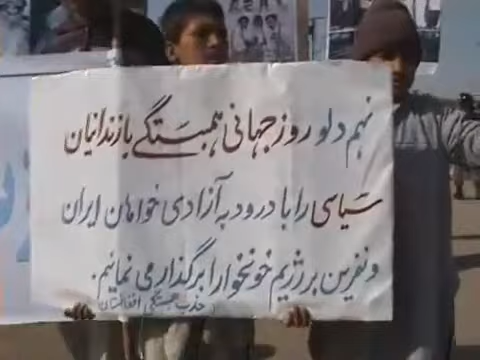 نهم دلو روز جهانی همبستگی با زندانیان
سیاسی را با درود به آزادی خواهان ایران
و نفرین بر رژیم خونخوار ابرگذار می نمائیم.
(حزب همبستگی افغانستان)